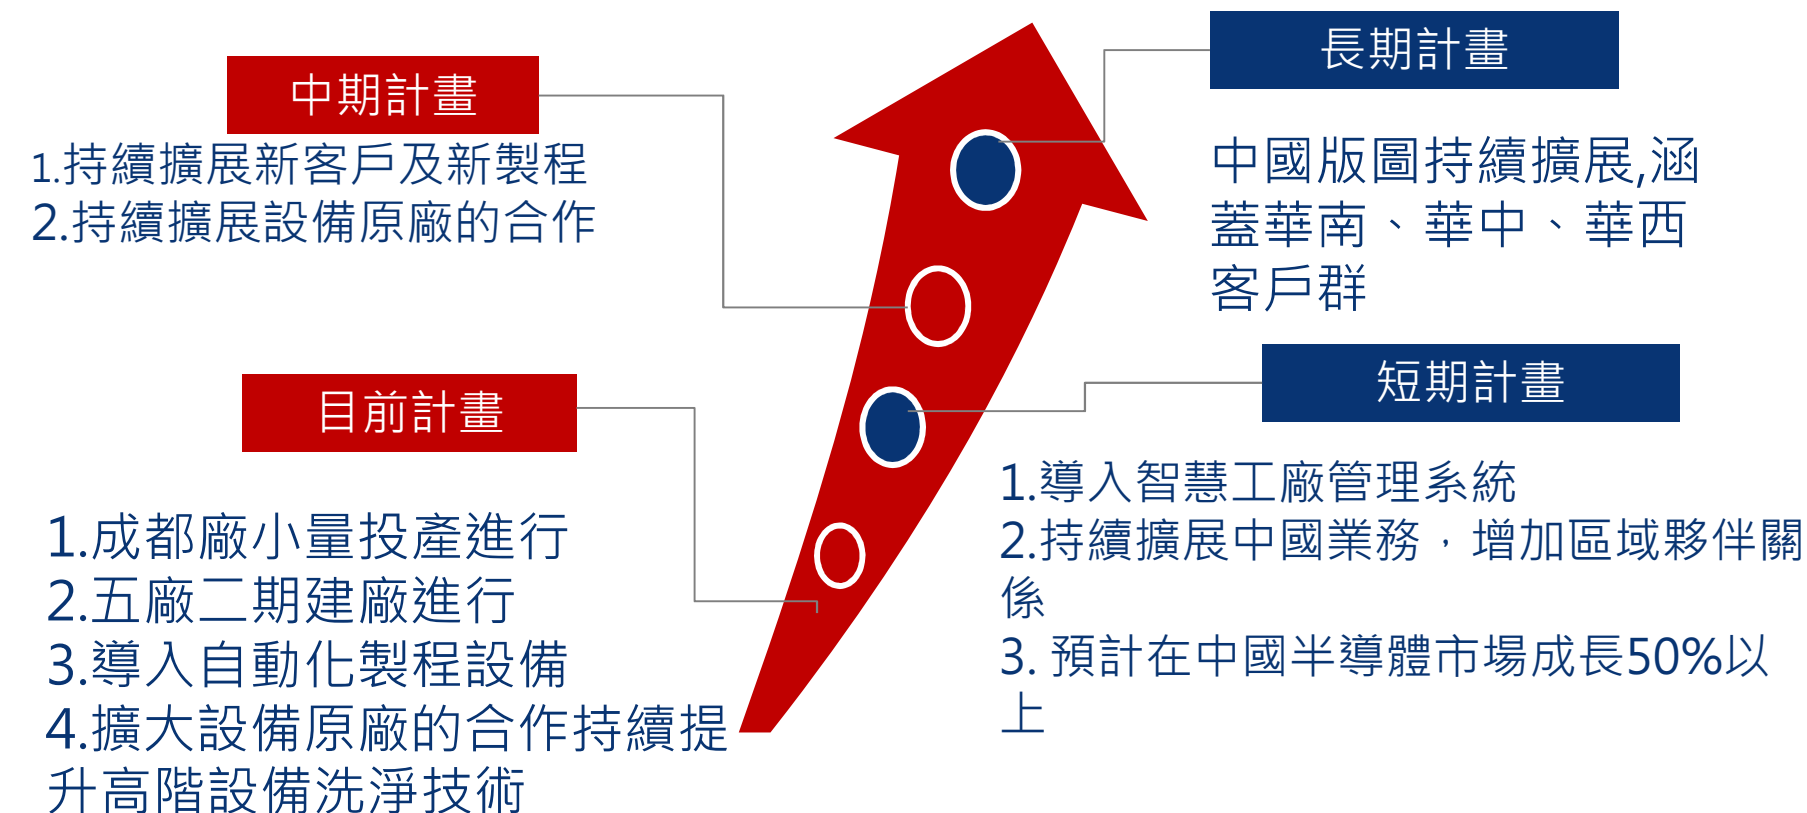 中期計畫
1.持續擴展新客戶及新製程
2.持續擴展設備原廠的合作
長期計畫
中國版圖持續擴展,涵
蓋華南、華中、華西
客戶群
目前計畫
1.成都廠小量投產進行
2.五廠二期建廠進行
3.導入自動化製程設備
4.擴大設備原廠的合作持續提
升高階設備洗淨技術
短期計畫
1.導入智慧工廠管理系統
2.持續擴展中國業務，增加區域夥伴關
係
3. 預計在中國半導體市場成長50%以
上